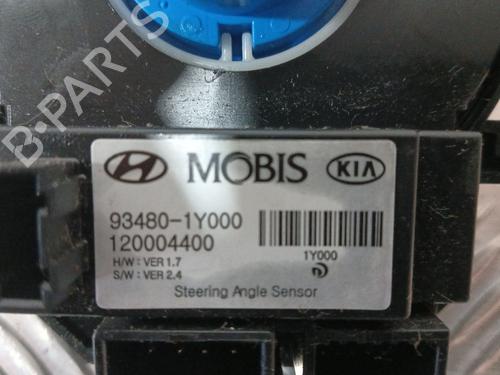 B-PARTS
MOBIS KIA
93480-1Y000
120004400
H/W : VER 1.7
S/W : VER 2.4
1Y000
Steering Angle Sensor